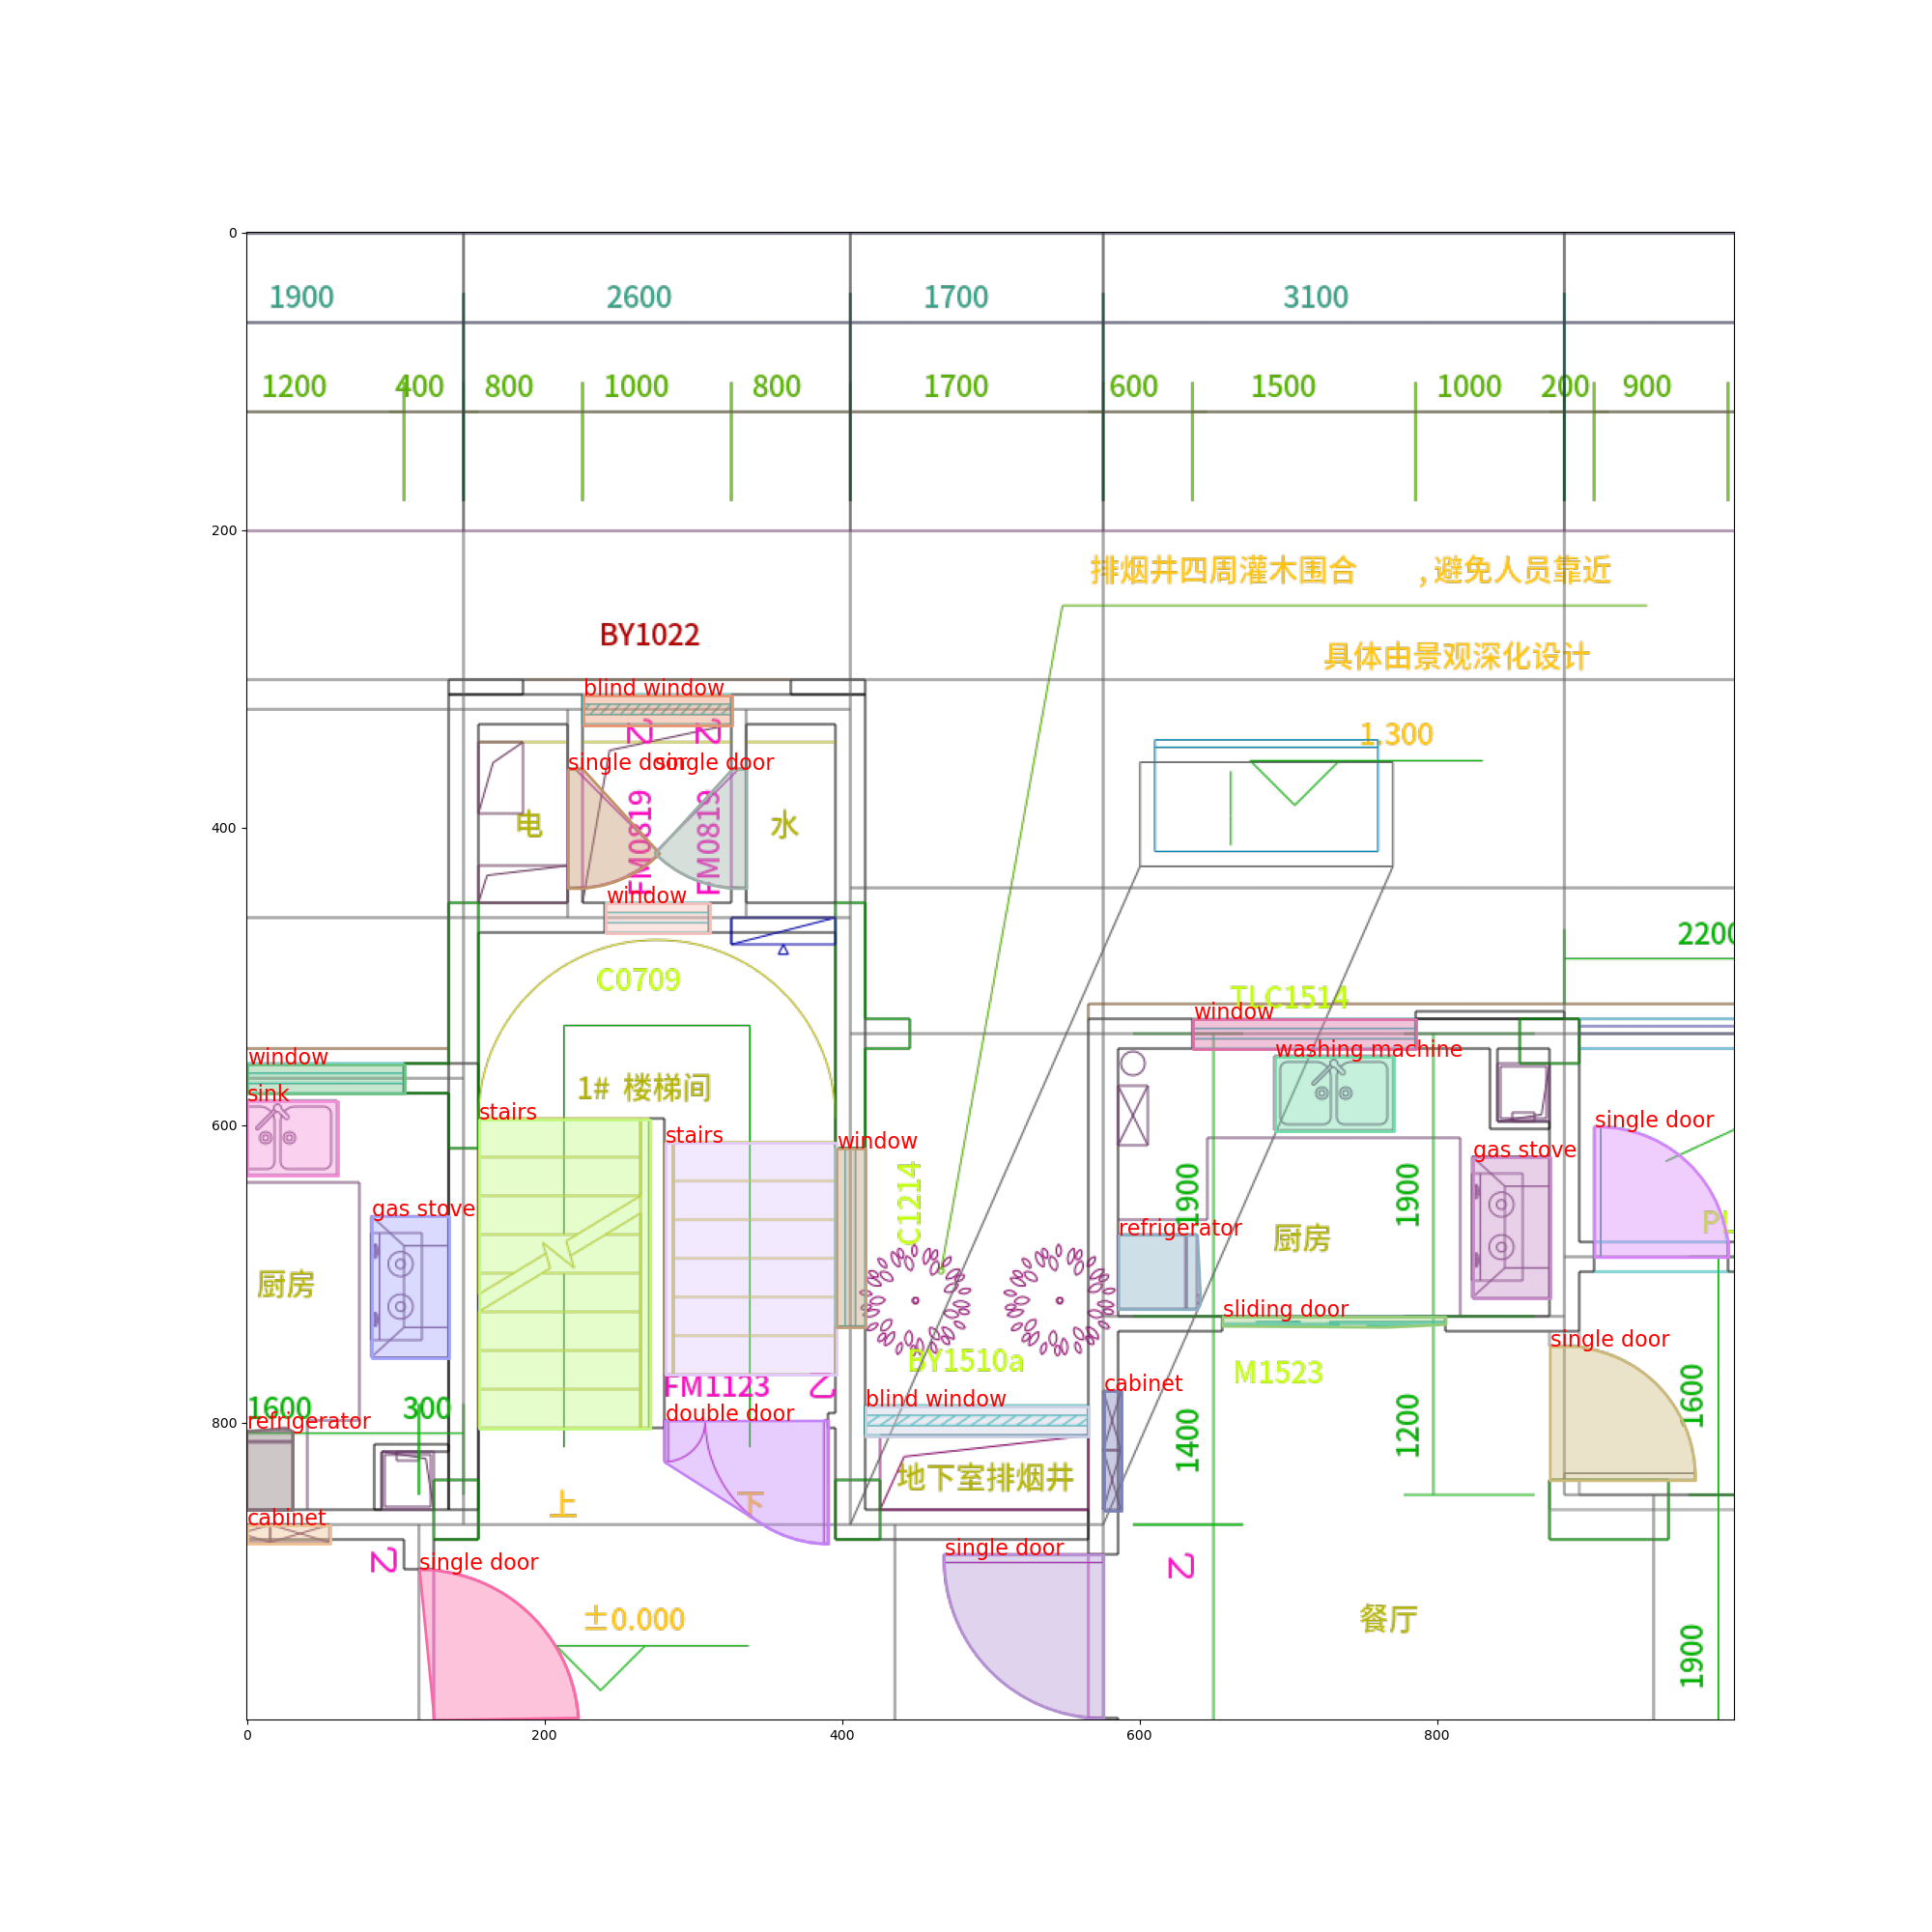 0
1900 2600 1700 3100
1200 400 800 1000 800 1700 600 1500 1000 200 900
200
排烟井四周灌木围合 ,避免人员靠近
BY1022
具体由景观深化设计
blind window
乙 乙
1.300
single door single door
400
电 FM0819 FM0819 水
window
2200
C0709
TLC1514
window
window
washing machine
1# 楼梯间
sink
stairs
600
single door
stairs
window
gas stove
C1214
1900 1900
gas stove
refrigerator
厨房
厨房
sliding door
single door
BY1510a
M1523
FM1123 乙
cabinet
1600 300
blind window
double door
refrigerator
800
1400 1200 1600
地下室排烟井
上 下
cabinet
乙
single door
single door
乙
±0.000
餐厅
1900
0 200 400 600 800